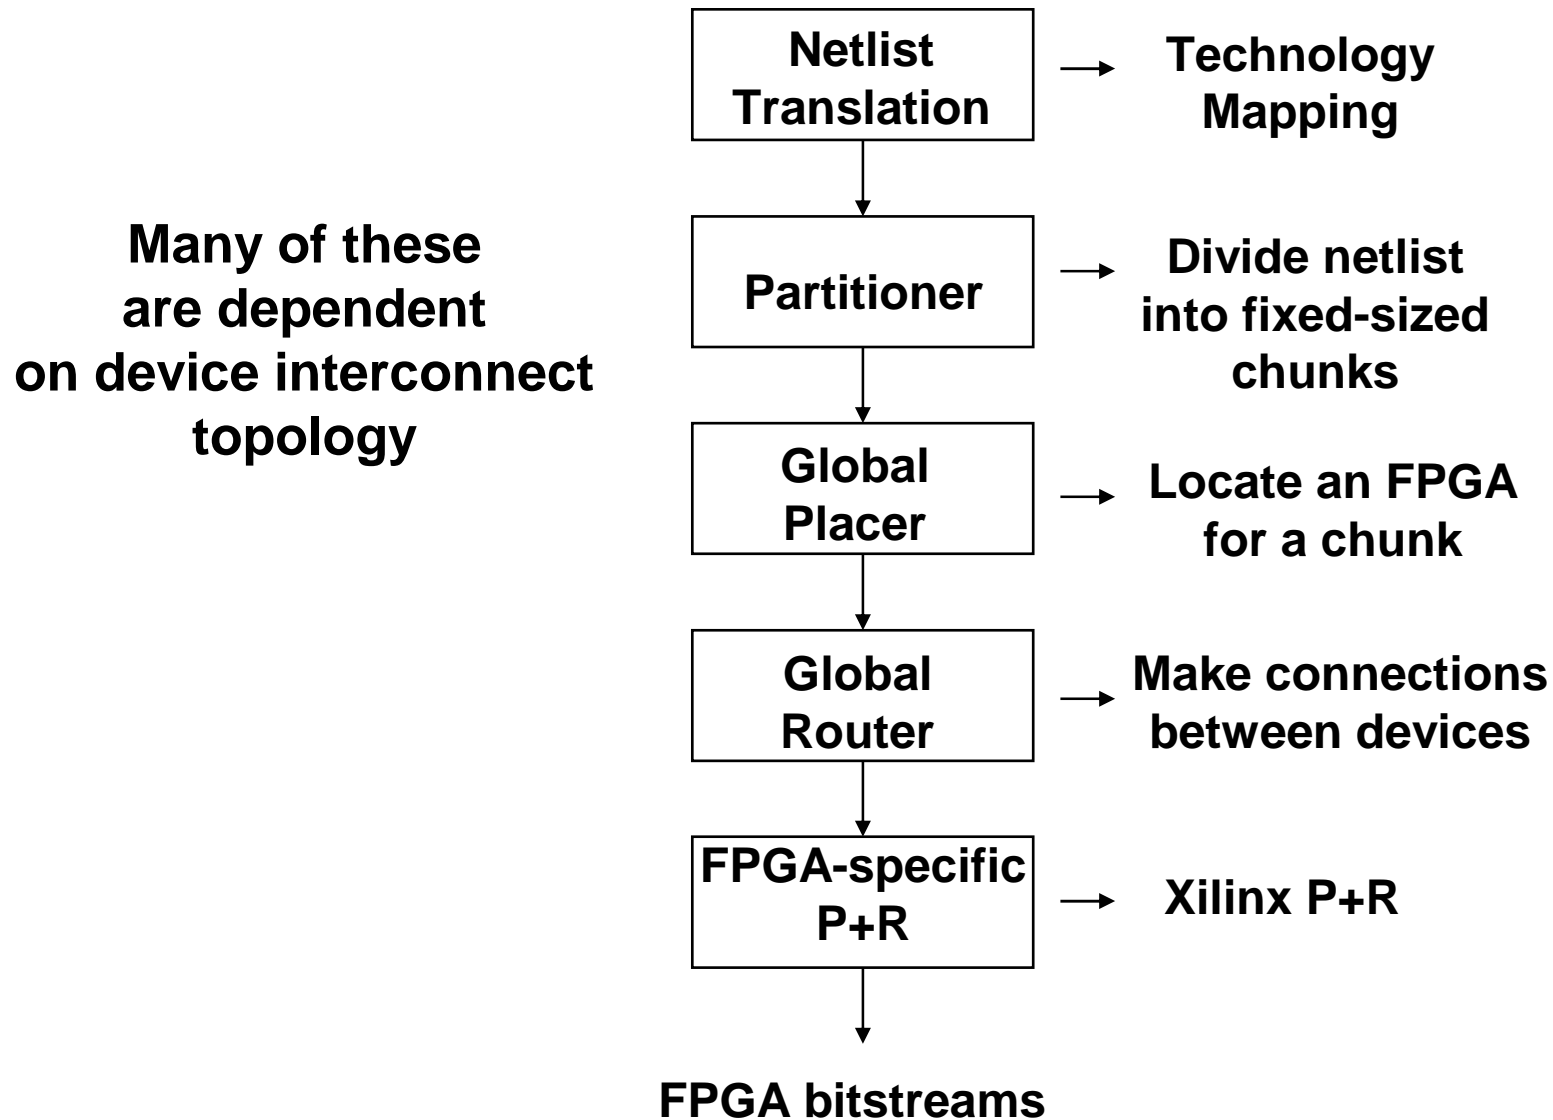 Netlist
Translation
Technology
Mapping
Many of these
are dependent
on device interconnect
topology
Partitioner
Divide netlist
into fixed-sized
chunks
Global
Placer
Locate an FPGA
for a chunk
Global
Router
Make connections
between devices
FPGA-specific
P+R
Xilinx P+R
FPGA bitstreams